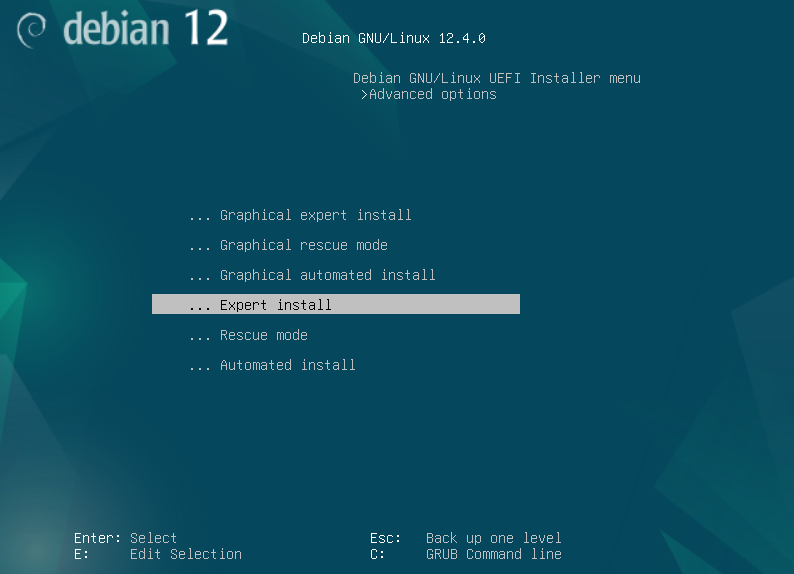 debian 12
Debian GNU/Linux 12.4.0
Debian GNU/Linux UEFI Installer menu
>Advanced options
... Graphical expert install
... Graphical rescue mode
... Graphical automated install
... Expert install
... Rescue mode
... Automated install
Enter: Select Esc: Back up one level
E: Edit Selection C: GRUB Command line